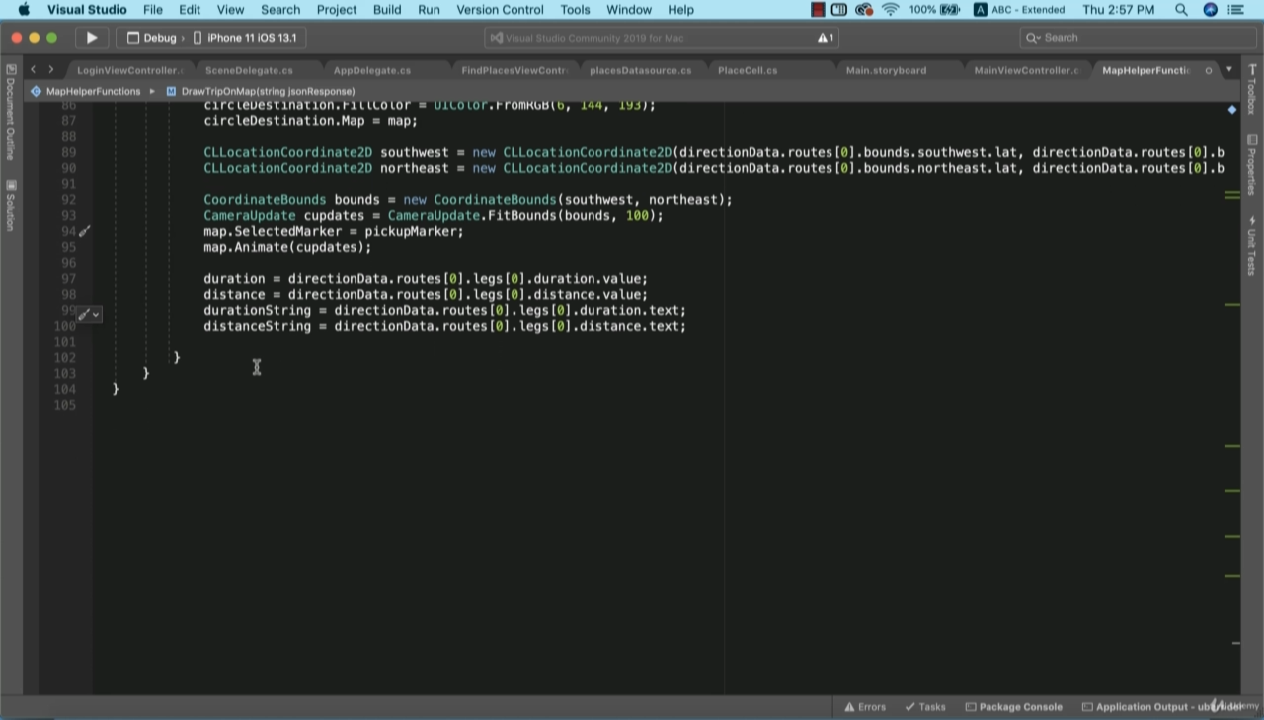 Visual Studio File Edit View Search Project Build Run Version Control Tools Window Help 100% A ABC - Extended Thu 2:57 PM
Debug › iPhone 11 iOS 13.1 Visual Studio Community 2019 for Mac 1 Search
LoginViewController.c SceneDelegate.cs AppDelegate.cs FindPlacesViewContr placesDatasource.cs PlaceCell.cs Main.storyboard MainViewController.c MapHelperFuncti
MapHelperFunctions ▸ M DrawTripOnMap(string jsonResponse)
Document Outline
Solution
Toolbox
Properties
Unit Tests
86 circleDestination.FillColor = UIColor.FromRGB(6, 144, 193);
87 circleDestination.Map = map;
88
89 CLLocationCoordinate2D southwest = new CLLocationCoordinate2D(directionData.routes[0].bounds.southwest.lat, directionData.routes[0].b
90 CLLocationCoordinate2D northeast = new CLLocationCoordinate2D(directionData.routes[0].bounds.northeast.lat, directionData.routes[0].b
91
92 CoordinateBounds bounds = new CoordinateBounds(southwest, northeast);
93 CameraUpdate cupdates = CameraUpdate.FitBounds(bounds, 100);
94 map.SelectedMarker = pickupMarker;
95 map.Animate(cupdates);
96
97 duration = directionData.routes[0].legs[0].duration.value;
98 distance = directionData.routes[0].legs[0].distance.value;
99 durationString = directionData.routes[0].legs[0].duration.text;
100 distanceString = directionData.routes[0].legs[0].distance.text;
101
102 }
103 }
104 }
105
Errors Tasks Package Console Application Output -